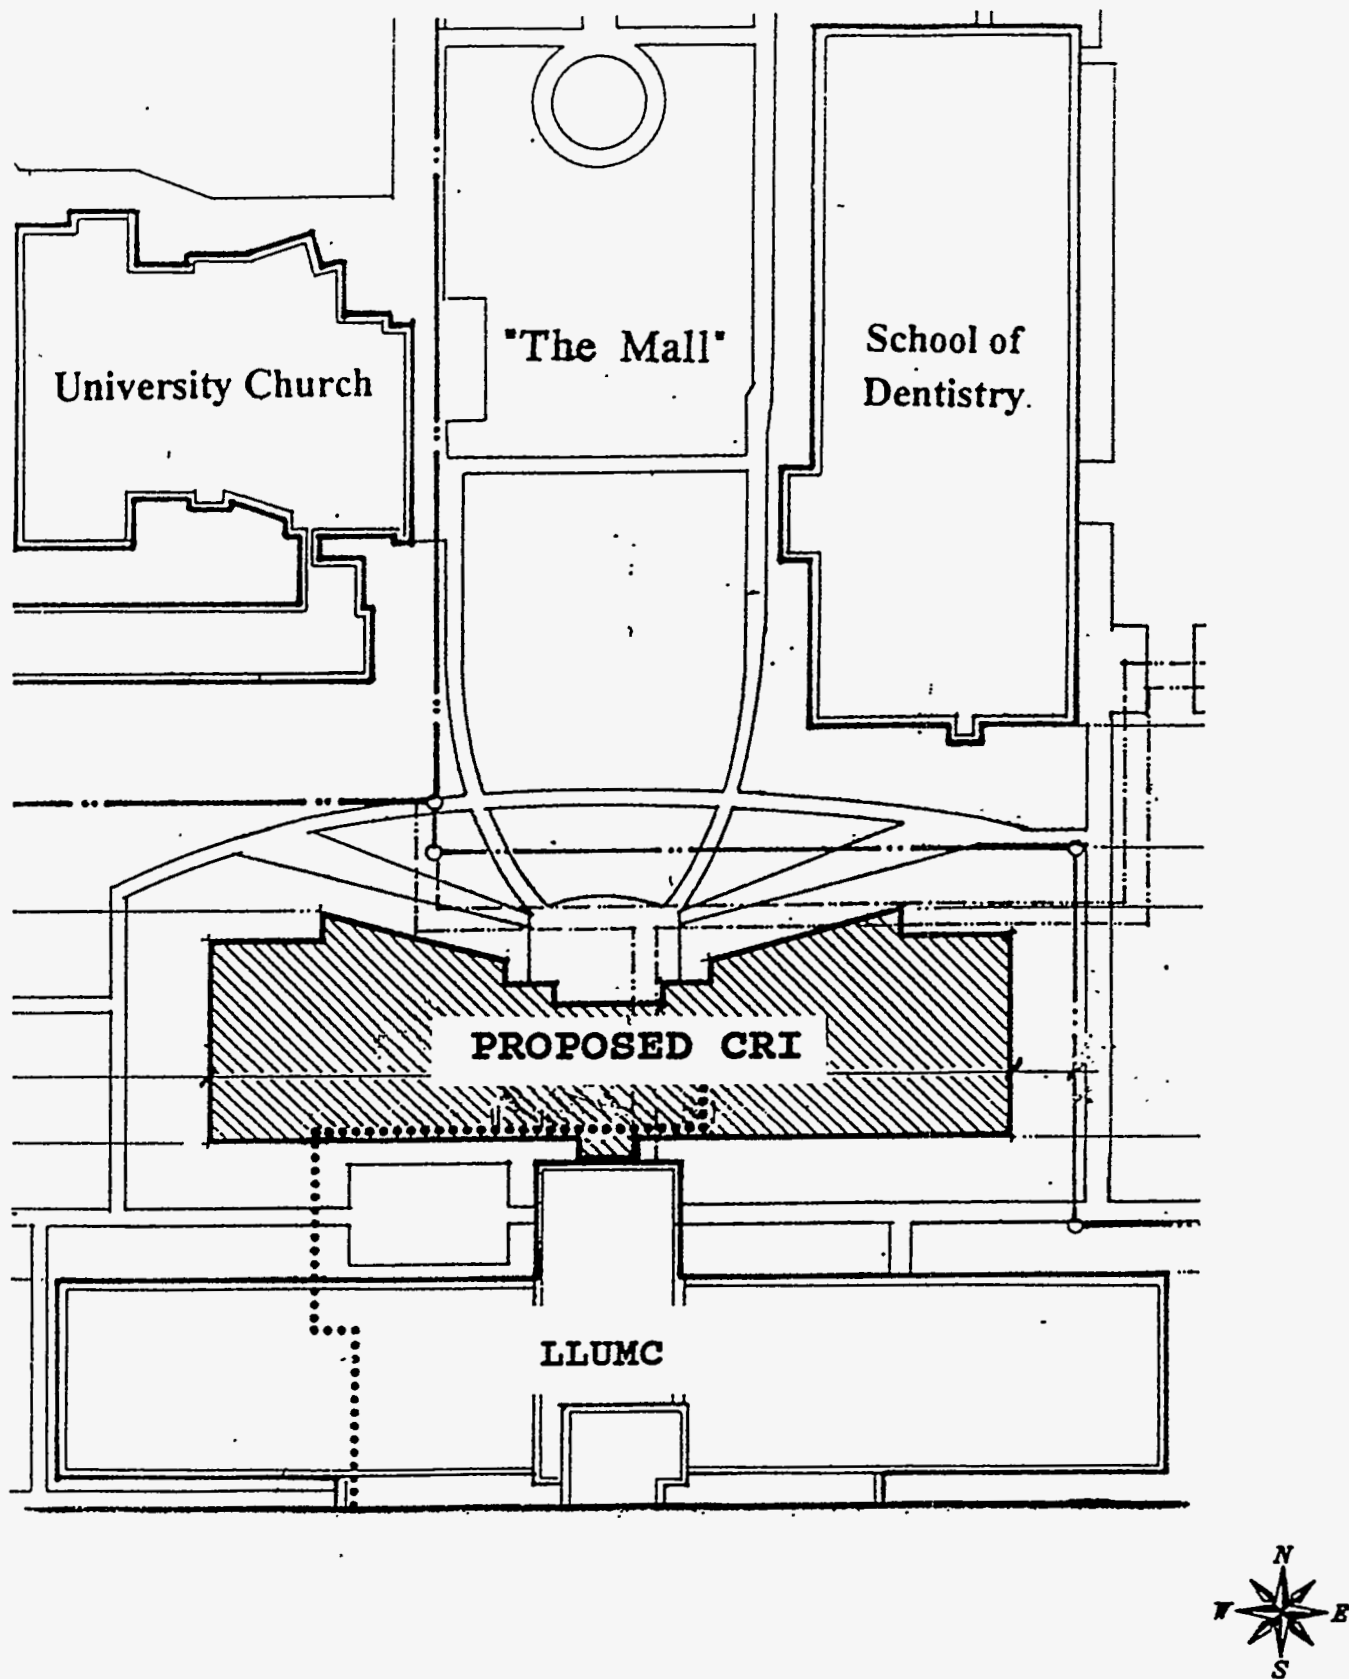 "The Mall"
School of
Dentistry.
University Church
PROPOSED CRI
LLUMC
N
W E
S